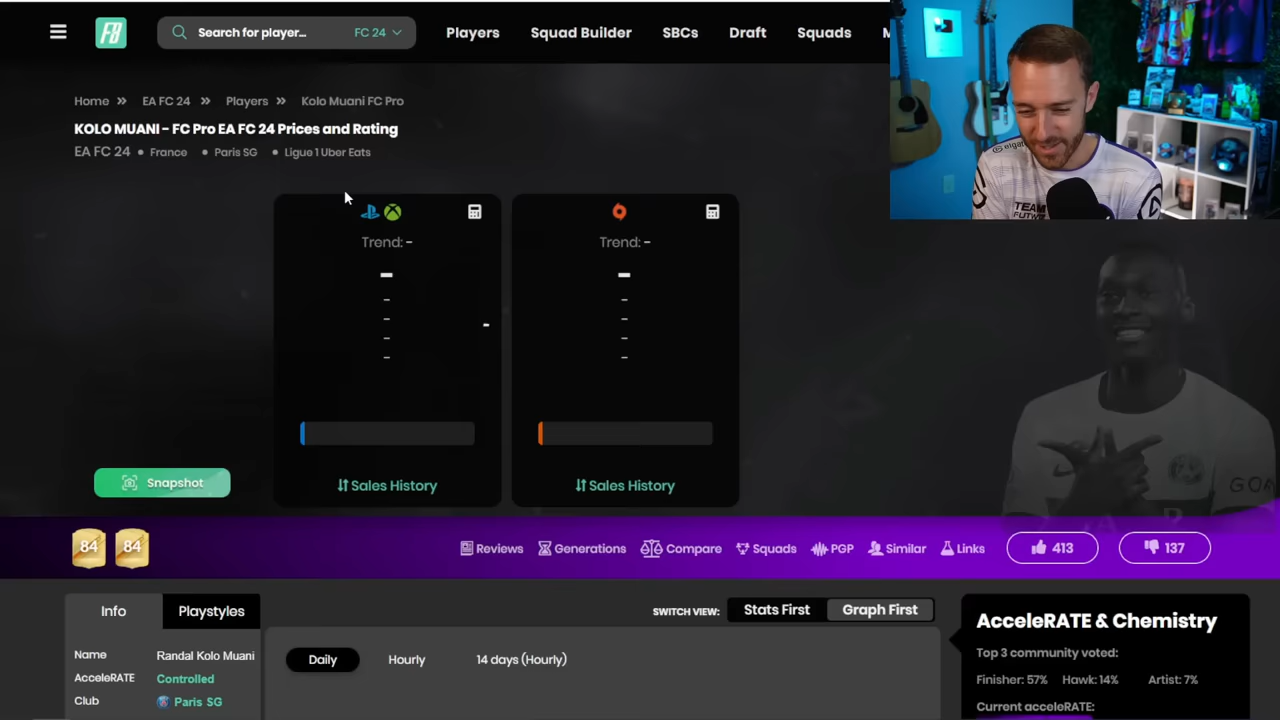 FB
Search for player...
FC 24
Players
Squad Builder
SBCs
Draft
Squads
M
Home » EA FC 24 » Players » Kolo Muani FC Pro
KOLO MUANI - FC Pro EA FC 24 Prices and Rating
EA FC 24 • France • Paris SG • Ligue 1 Uber Eats
Trend: -
Trend: -
-
-
-
-
-
-
-
-
-
-
-
Sales History
Sales History
Snapshot
TEAM
FUTW
GOA
84
84
Reviews
Generations
Compare
Squads
PGP
Similar
Links
413
137
Info
Playstyles
SWITCH VIEW:
Stats First
Graph First
Name
Randal Kolo Muani
AcceleRATE
Controlled
Club
Paris SG
Daily
Hourly
14 days (Hourly)
AcceleRATE & Chemistry
Top 3 community voted:
Finisher: 57% Hawk: 14% Artist: 7%
Current acceleRATE: